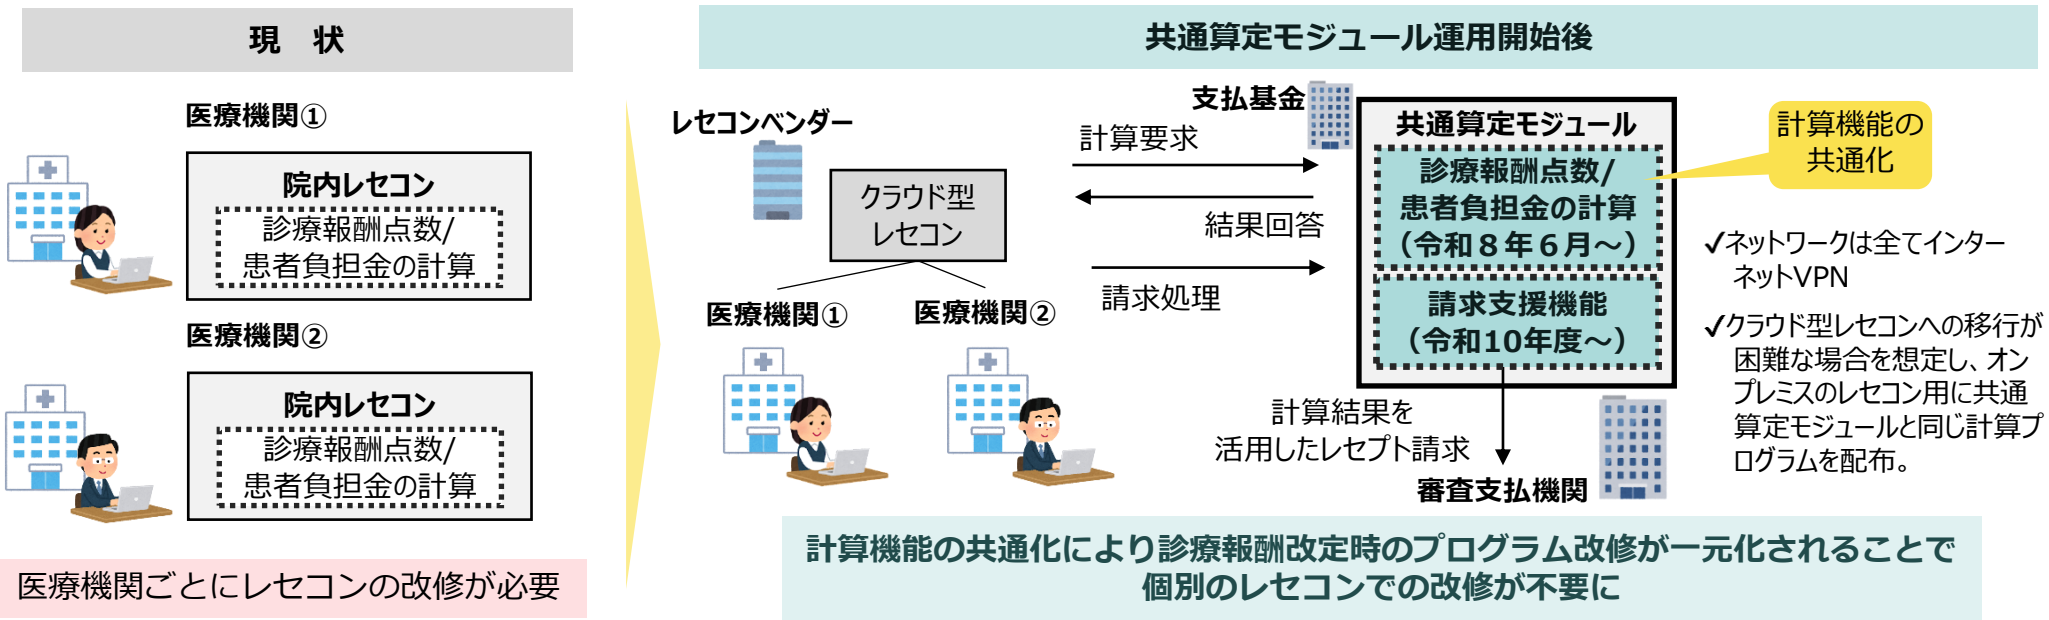 現　状
医療機関①
院内レセコン
診療報酬点数/
患者負担金の計算
医療機関②
院内レセコン
診療報酬点数/
患者負担金の計算
医療機関ごとにレセコンの改修が必要
共通算定モジュール運用開始後
レセコンベンダー
クラウド型
レセコン
医療機関①
医療機関②
計算要求
結果回答
請求処理
支払基金
共通算定モジュール
診療報酬点数/
患者負担金の計算
（令和８年６月～）
請求支援機能
（令和10年度～）
計算機能の
共通化
計算結果を
活用したレセプト請求
審査支払機関
✓ネットワークは全てインター
ネットVPN
✓クラウド型レセコンへの移行が
困難な場合を想定し、オン
プレミスのレセコン用に共通
算定モジュールと同じ計算プ
ログラムを配布。
計算機能の共通化により診療報酬改定時のプログラム改修が一元化されることで
個別のレセコンでの改修が不要に